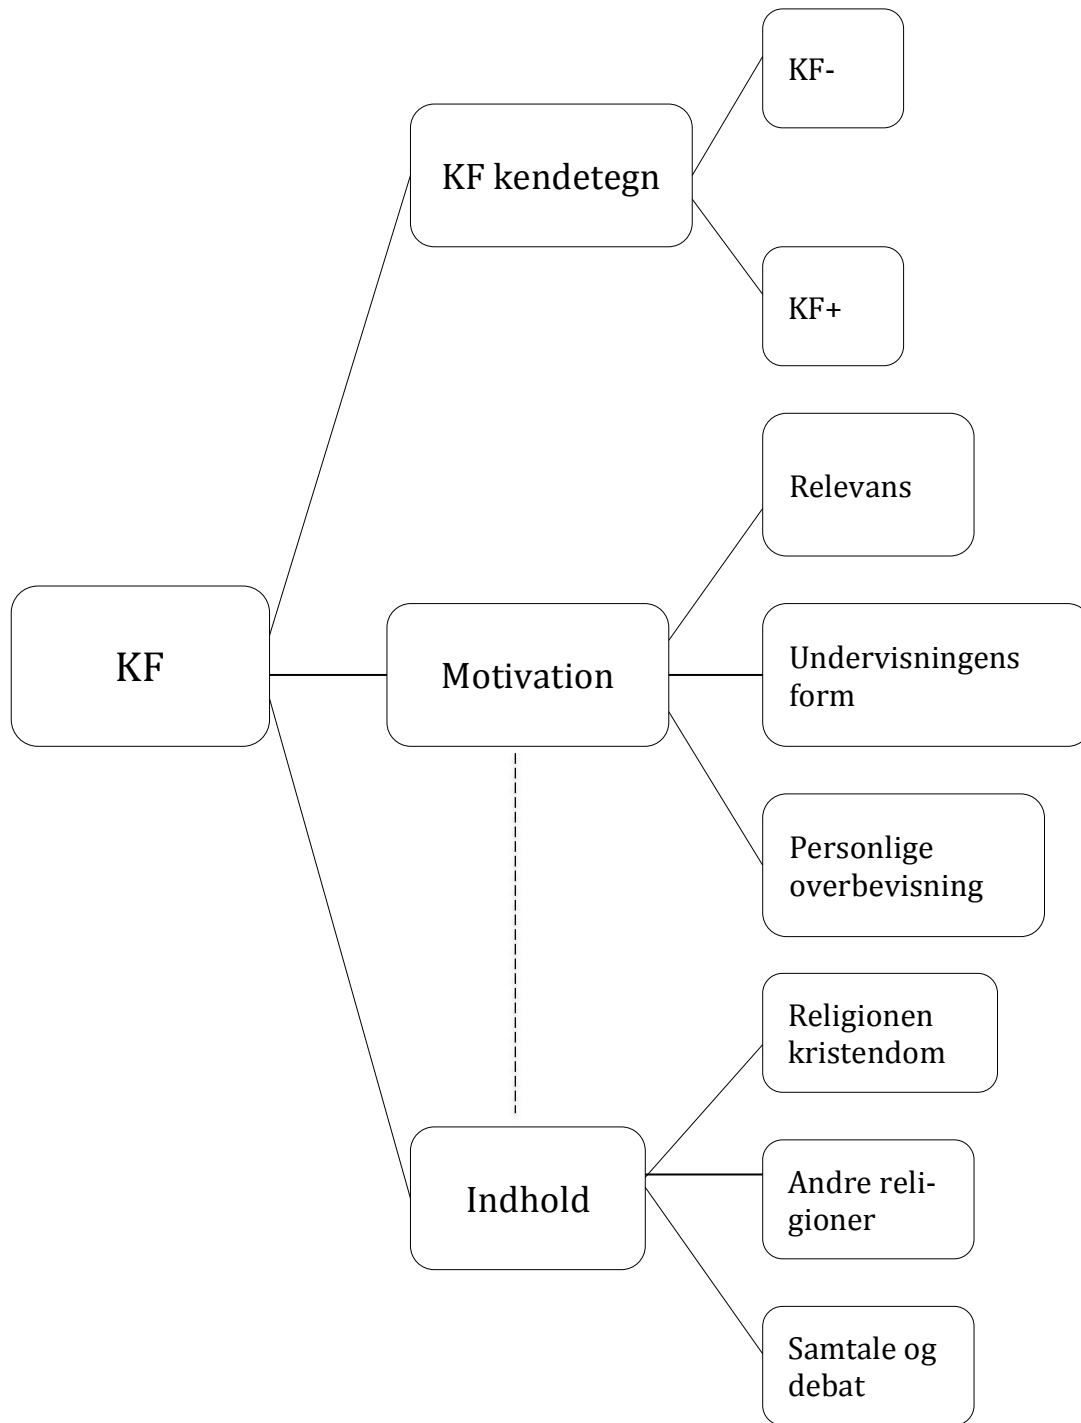 KF-
KF kendetegn
KF+
Relevans
KF
Motivation
Undervisningens
form
Personlige
overbevisning
Religionen
kristendom
Indhold
Andre reli-
gioner
Samtale og
debat